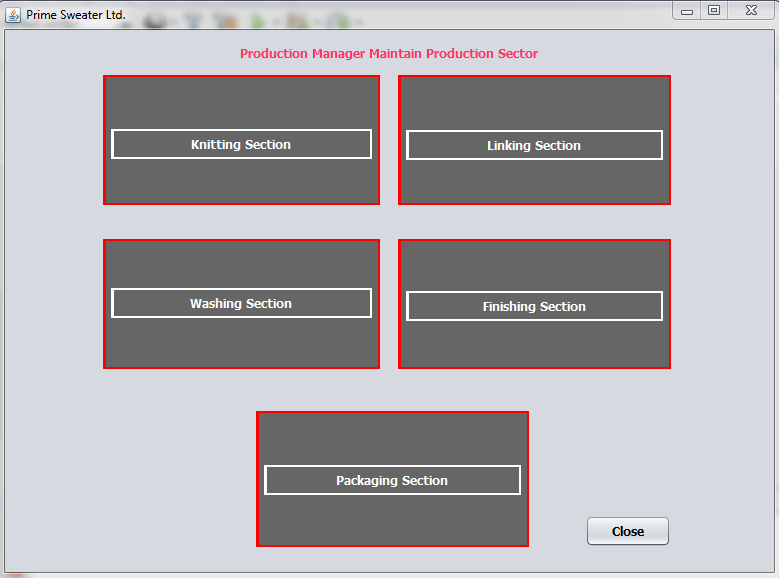 Prime Sweater Ltd.
Production Manager Maintain Production Sector
Knitting Section
Linking Section
Washing Section
Finishing Section
Packaging Section
Close